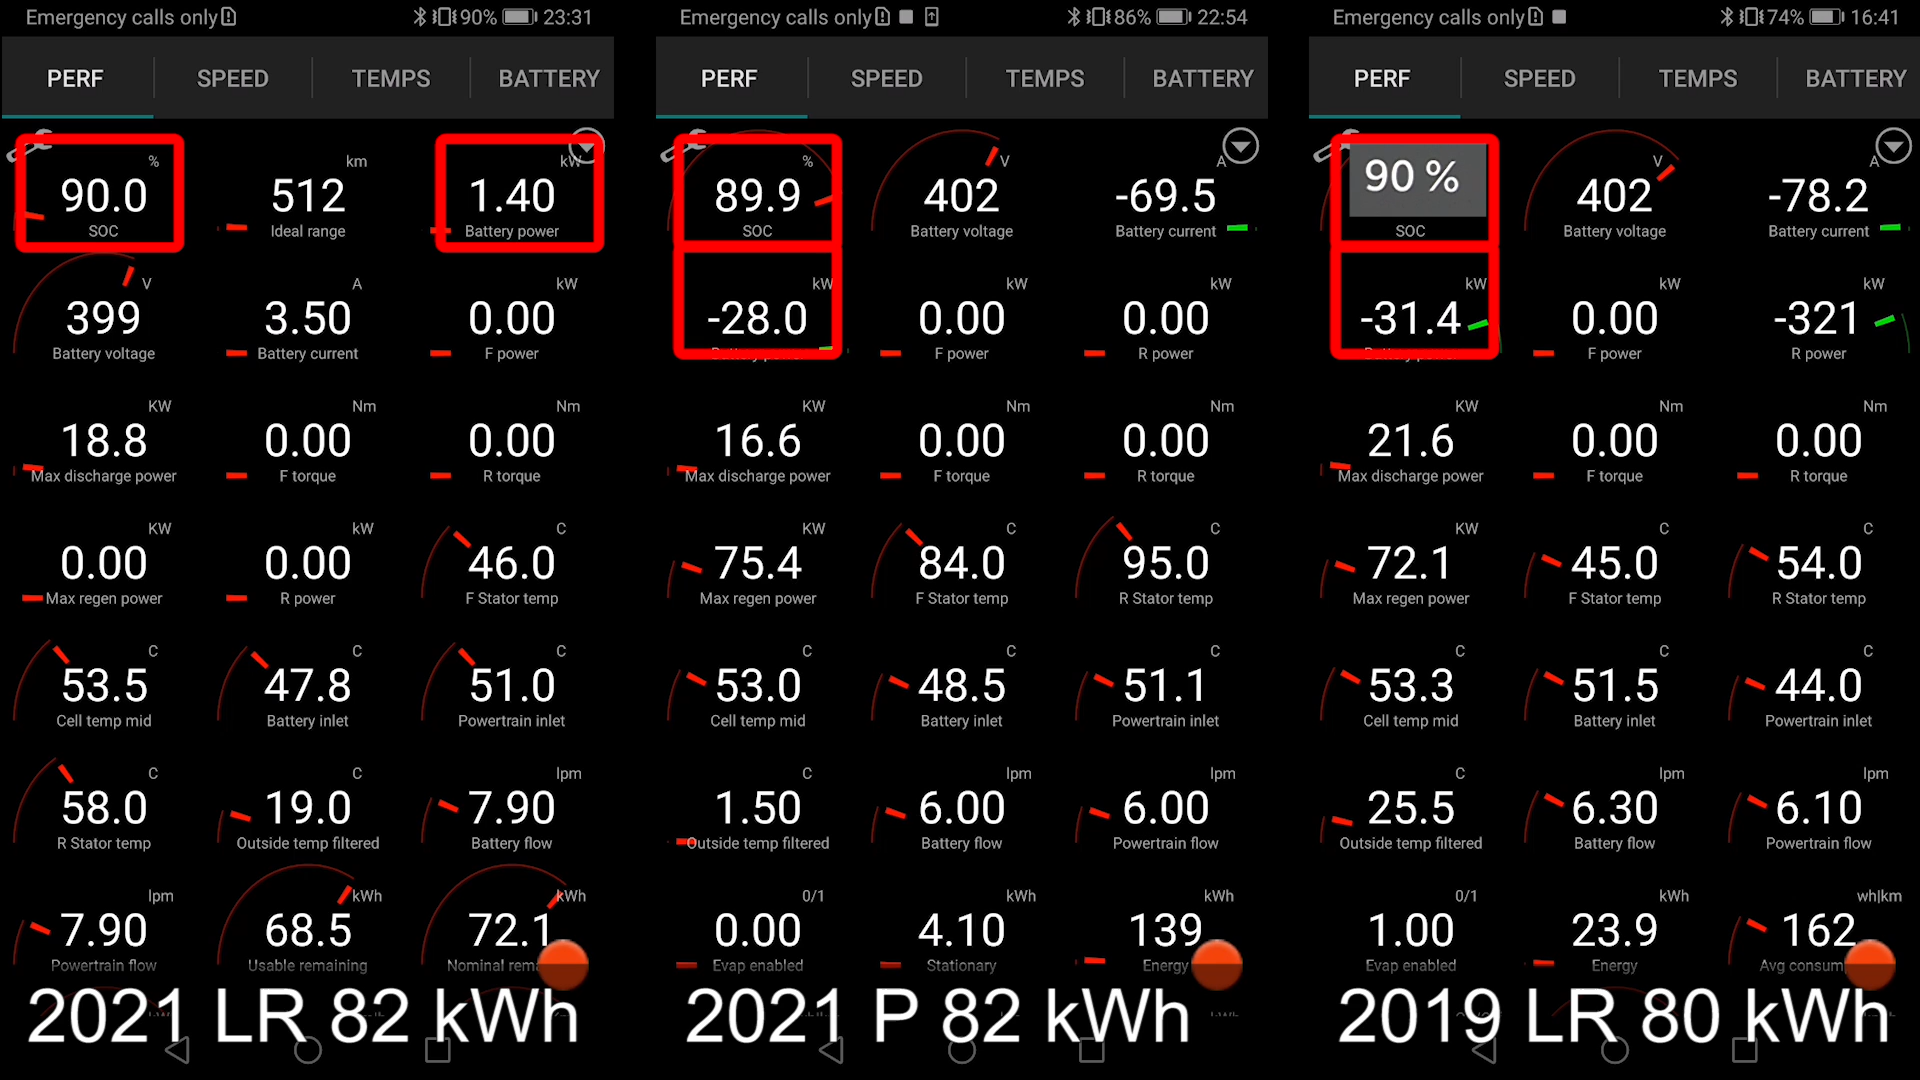 Emergency calls only 90% 23:31
PERF SPEED TEMPS BATTERY
% km kW
90.0 512 1.40
SOC Ideal range Battery power
V A kW
399 3.50 0.00
Battery voltage Battery current F power
KW Nm Nm
18.8 0.00 0.00
Max discharge power F torque R torque
KW kW C
0.00 0.00 46.0
Max regen power R power F Stator temp
C C C
53.5 47.8 51.0
Cell temp mid Battery inlet Powertrain inlet
C C lpm
58.0 19.0 7.90
R Stator temp Outside temp filtered Battery flow
lpm kWh kWh
7.90 68.5 72.1
Powertrain flow Usable remaining Nominal rema
2021 LR 82 kWh
Emergency calls only 86% 22:54
PERF SPEED TEMPS BATTERY
% V A
89.9 402 -69.5
SOC Battery voltage Battery current
kW kW kW
-28.0 0.00 0.00
Battery power F power R power
KW Nm Nm
16.6 0.00 0.00
Max discharge power F torque R torque
KW C C
75.4 84.0 95.0
Max regen power F Stator temp R Stator temp
C C C
53.0 48.5 51.1
Cell temp mid Battery inlet Powertrain inlet
C lpm lpm
1.50 6.00 6.00
Outside temp filtered Battery flow Powertrain flow
0/1 kWh kWh
0.00 4.10 139
Evap enabled Stationary Energy
2021 P 82 kWh
Emergency calls only 74% 16:41
PERF SPEED TEMPS BATTERY
V A
90 % 402 -78.2
SOC Battery voltage Battery current
kW kW kW
-31.4 0.00 -321
Battery power F power R power
KW Nm Nm
21.6 0.00 0.00
Max discharge power F torque R torque
KW C C
72.1 45.0 54.0
Max regen power F Stator temp R Stator temp
C C C
53.3 51.5 44.0
Cell temp mid Battery inlet Powertrain inlet
C lpm lpm
25.5 6.30 6.10
Outside temp filtered Battery flow Powertrain flow
0/1 kWh wh|km
1.00 23.9 162
Evap enabled Energy Avg consum
2019 LR 80 kWh